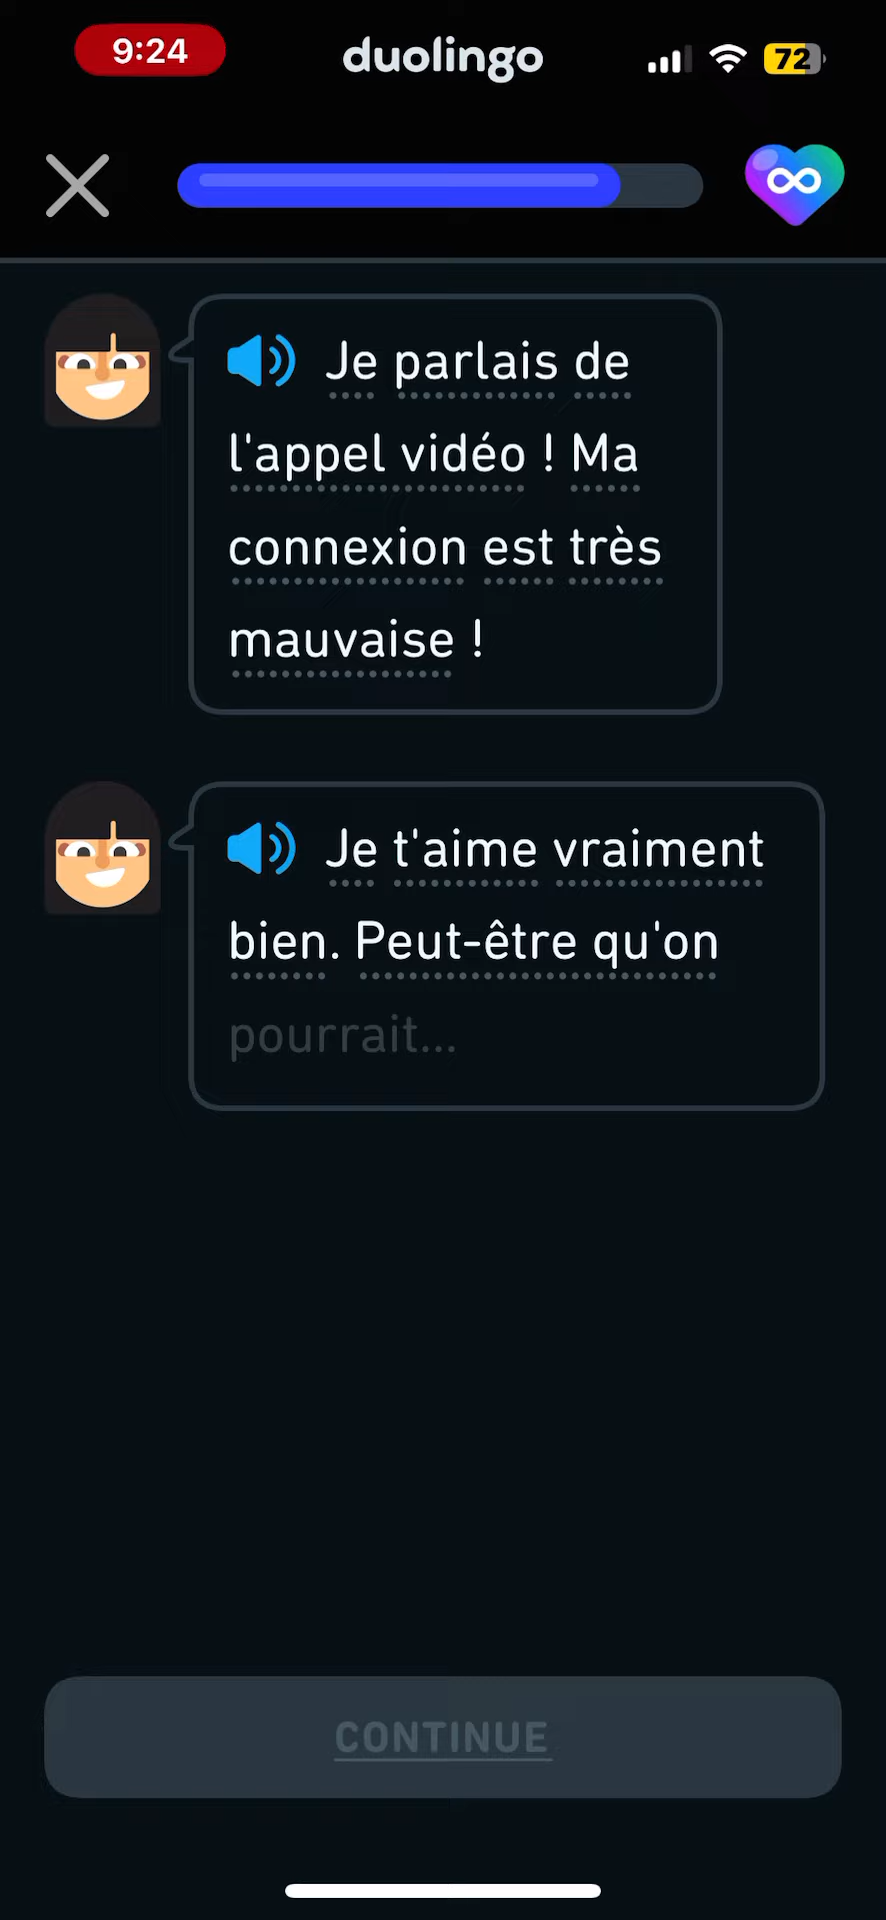 9:24
duolingo
72
Je parlais de
l'appel vidéo ! Ma
connexion est très
mauvaise !
Je t'aime vraiment
bien. Peut-être qu'on
pourrait...
CONTINUE